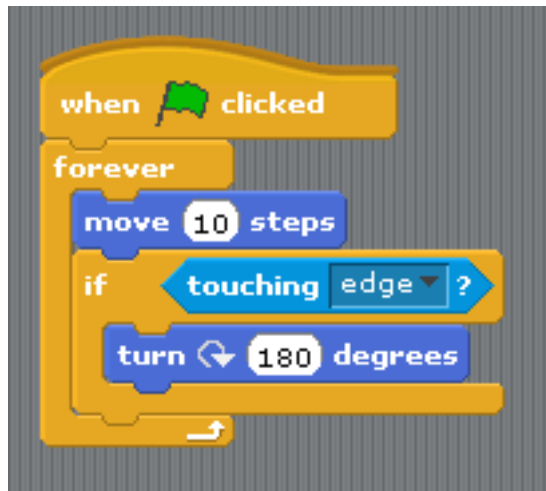 when clicked
forever
move 10 steps
if touching edge ?
turn 180 degrees